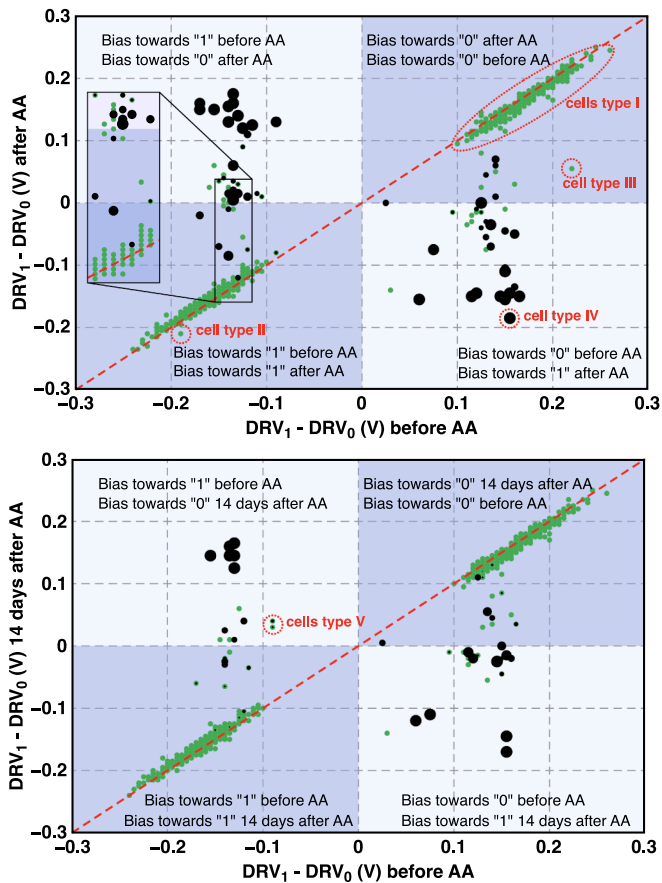 0.3
0.2
0.1
0
−0.1
−0.2
−0.3
DRV1 - DRV0 (V) after AA
Bias towards "1" before AA
Bias towards "0" after AA
Bias towards "0" after AA
Bias towards "0" before AA
cells type I
cell type III
cell type II
cell type IV
Bias towards "1" before AA
Bias towards "1" after AA
Bias towards "0" before AA
Bias towards "1" after AA
−0.3 −0.2 −0.1 0 0.1 0.2 0.3
DRV1 - DRV0 (V) before AA
0.3
0.2
0.1
0
−0.1
−0.2
−0.3
DRV1 - DRV0 (V) 14 days after AA
Bias towards "1" before AA
Bias towards "0" 14 days after AA
Bias towards "0" 14 days after AA
Bias towards "0" before AA
cells type V
Bias towards "1" before AA
Bias towards "1" 14 days after AA
Bias towards "0" before AA
Bias towards "1" 14 days after AA
−0.3 −0.2 −0.1 0 0.1 0.2 0.3
DRV1 - DRV0 (V) before AA